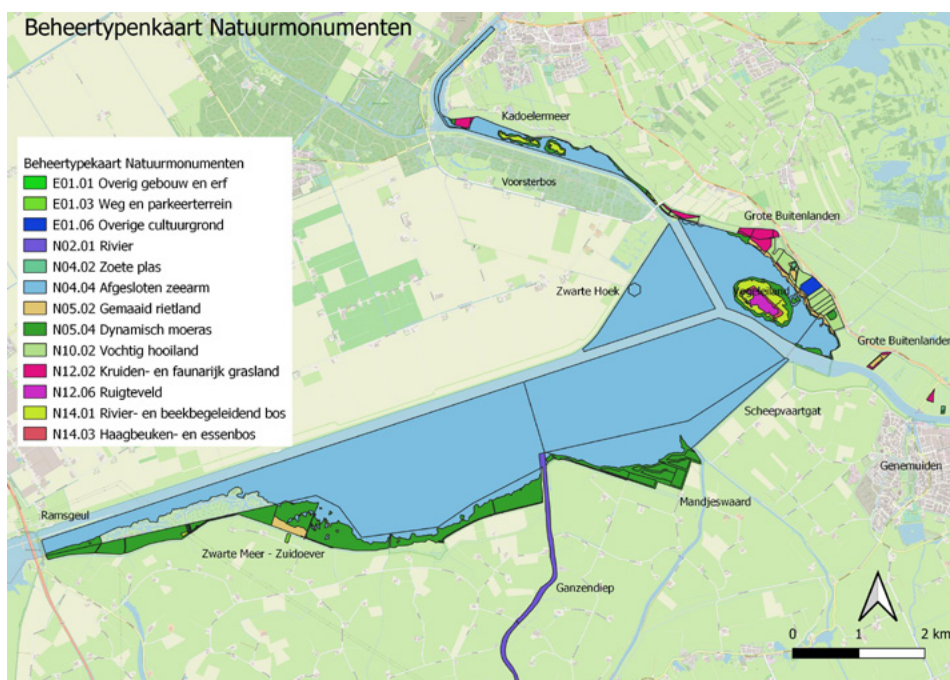 Beheertypenkaart Natuurmonumenten
Kadoelermeer
Beheertypekaart Natuurmonumenten
E01.01 Overig gebouw en erf
E01.03 Weg en parkeerterrein
E01.06 Overige cultuurgrond
N02.01 Rivier
N04.02 Zoete plas
N04.04 Afgesloten zeearm
N05.02 Gemaaid rietland
N05.04 Dynamisch moeras
N10.02 Vochtig hooiland
N12.02 Kruiden- en faunarijk grasland
N12.06 Ruigteveld
N14.01 Rivier- en beekbegeleidend bos
N14.03 Haagbeuken- en essenbos
Voorsterbos
Grote Buitenlanden
Zwarte Hoek
Vogeleiland
Grote Buitenlanden
Scheepvaartgat
Genemuiden
Mandjeswaard
Ramsgeul
Zwarte Meer - Zuidoever
Ganzendiep
0 1 2 km